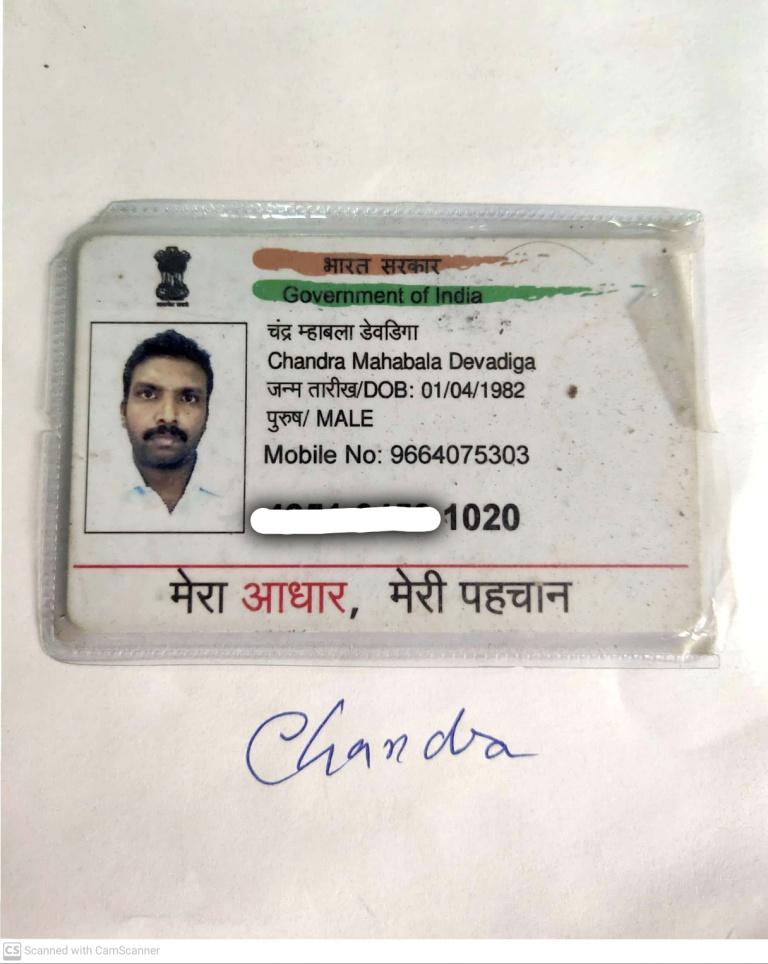 भारत सरकार
Government of India
चंद्र म्हाबला डेवडिगा
Chandra Mahabala Devadiga
जन्म तारीख/DOB: 01/04/1982
पुरुष/ MALE
Mobile No: 9664075303
1020
मेरा आधार, मेरी पहचान
Chandra
CS Scanned with CamScanner